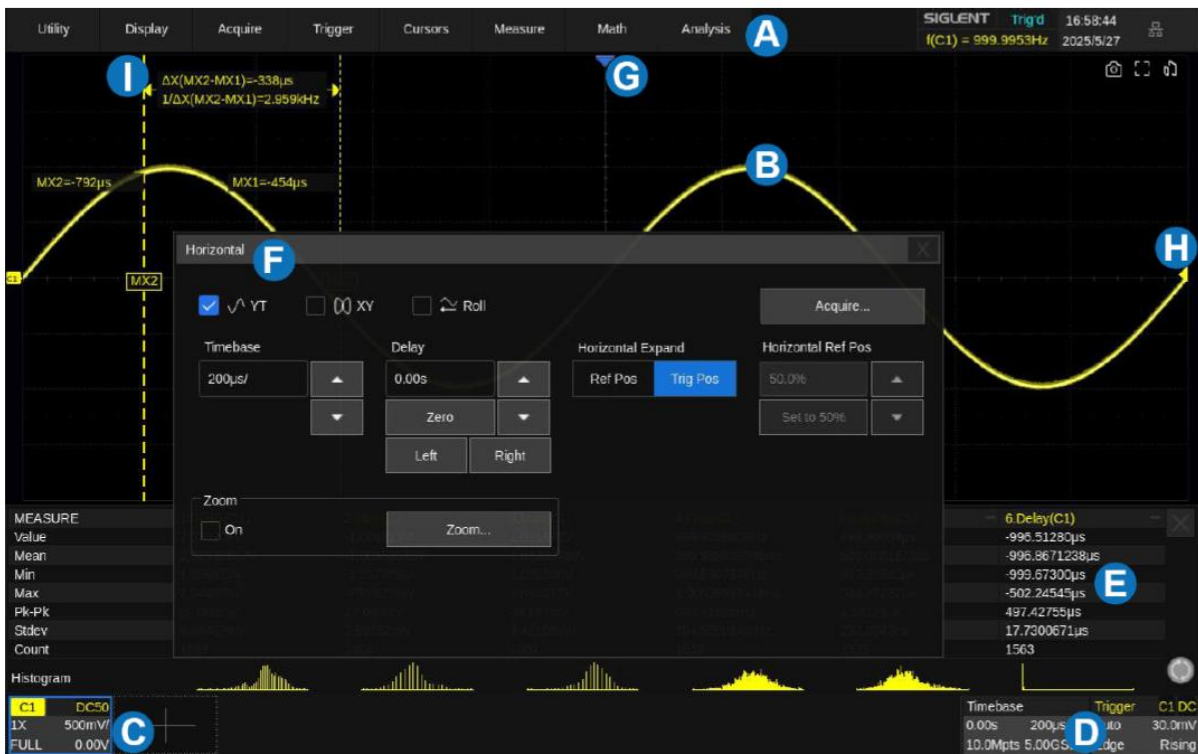 Utility Display Acquire Trigger Cursors Measure Math Analysis
A
SIGLENT Trig'd 16:58:44
f(C1) = 999.9953Hz 2025/5/27
I
ΔX(MX2-MX1)=-338μs
1/ΔX(MX2-MX1)=2.959kHz
G
B
MX2=-792μs MX1=-454μs
H
C1
MX2
Horizontal
F
X
YT XY Roll
Acquire...
Timebase Delay Horizontal Expand Horizontal Ref Pos
200μs/ 0.00s Ref Pos Trig Pos 50.0%
Zero Set to 50%
Left Right
Zoom
On Zoom...
MEASURE 6.Delay(C1)
Value -996.51280μs
Mean -996.8671238μs
Min -999.67300μs
Max -502.24545μs
E
Pk-Pk 497.42755μs
Stdev 17.7300671μs
Count 1563
Histogram
C1 DC50
1X 500mV/
FULL 0.00V
C
Timebase Trigger C1 DC
0.00s 30.0mV
10.0Mpts Rising
D